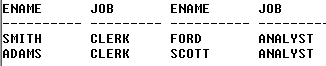 ENAME JOB ENAME JOB
---------- --------- ---------- ---------
SMITH CLERK FORD ANALYST
ADAMS CLERK SCOTT ANALYST